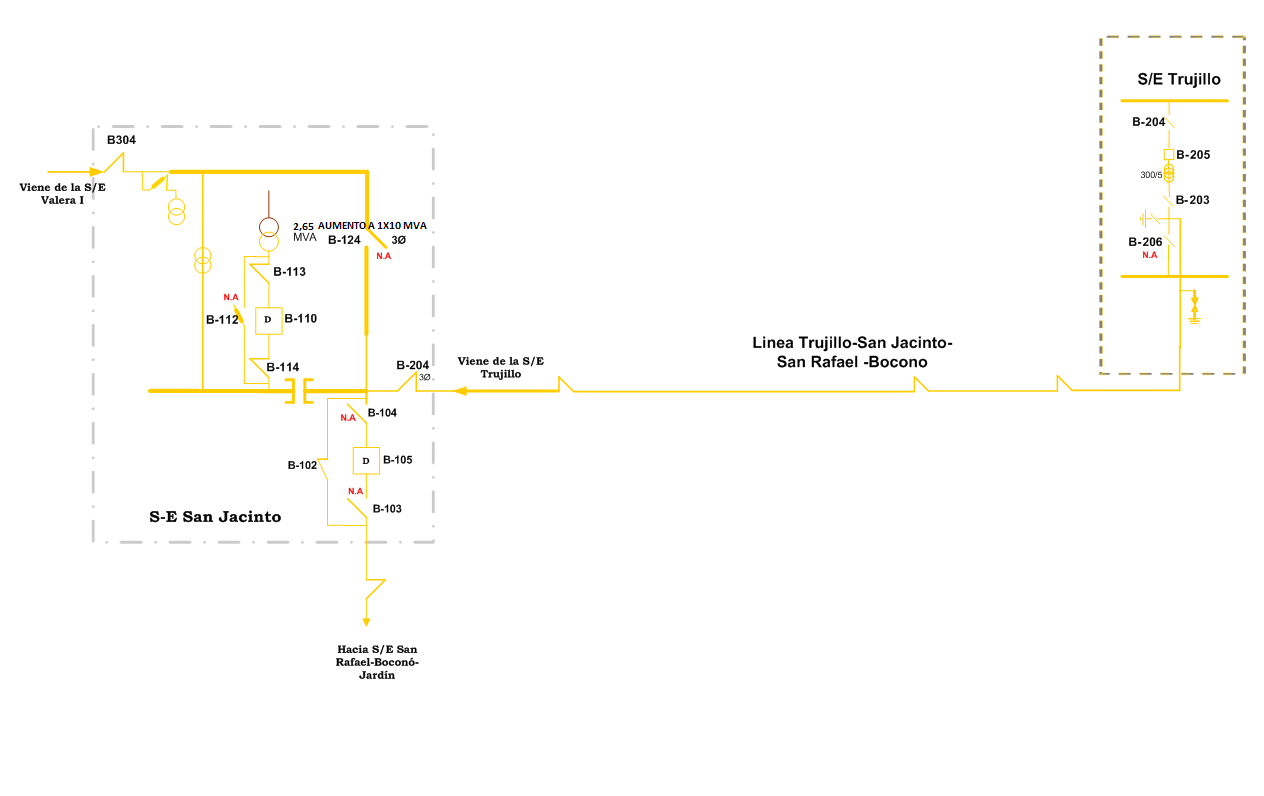 S/E Trujillo
B-204
B-205
300/5
B-203
B-206
N.A
B304
Viene de la S/E
Valera I
2,65 AUMENTO A 1X10 MVA
MVA
B-124
3Ø
N.A
B-113
N.A
B-112
D
B-110
B-114
B-204
3Ø
Viene de la S/E
Trujillo
Linea Trujillo-San Jacinto-
San Rafael -Bocono
B-104
N.A
B-102
D
B-105
N.A
B-103
S-E San Jacinto
Hacia S/E San
Rafael-Boconó-
Jardín